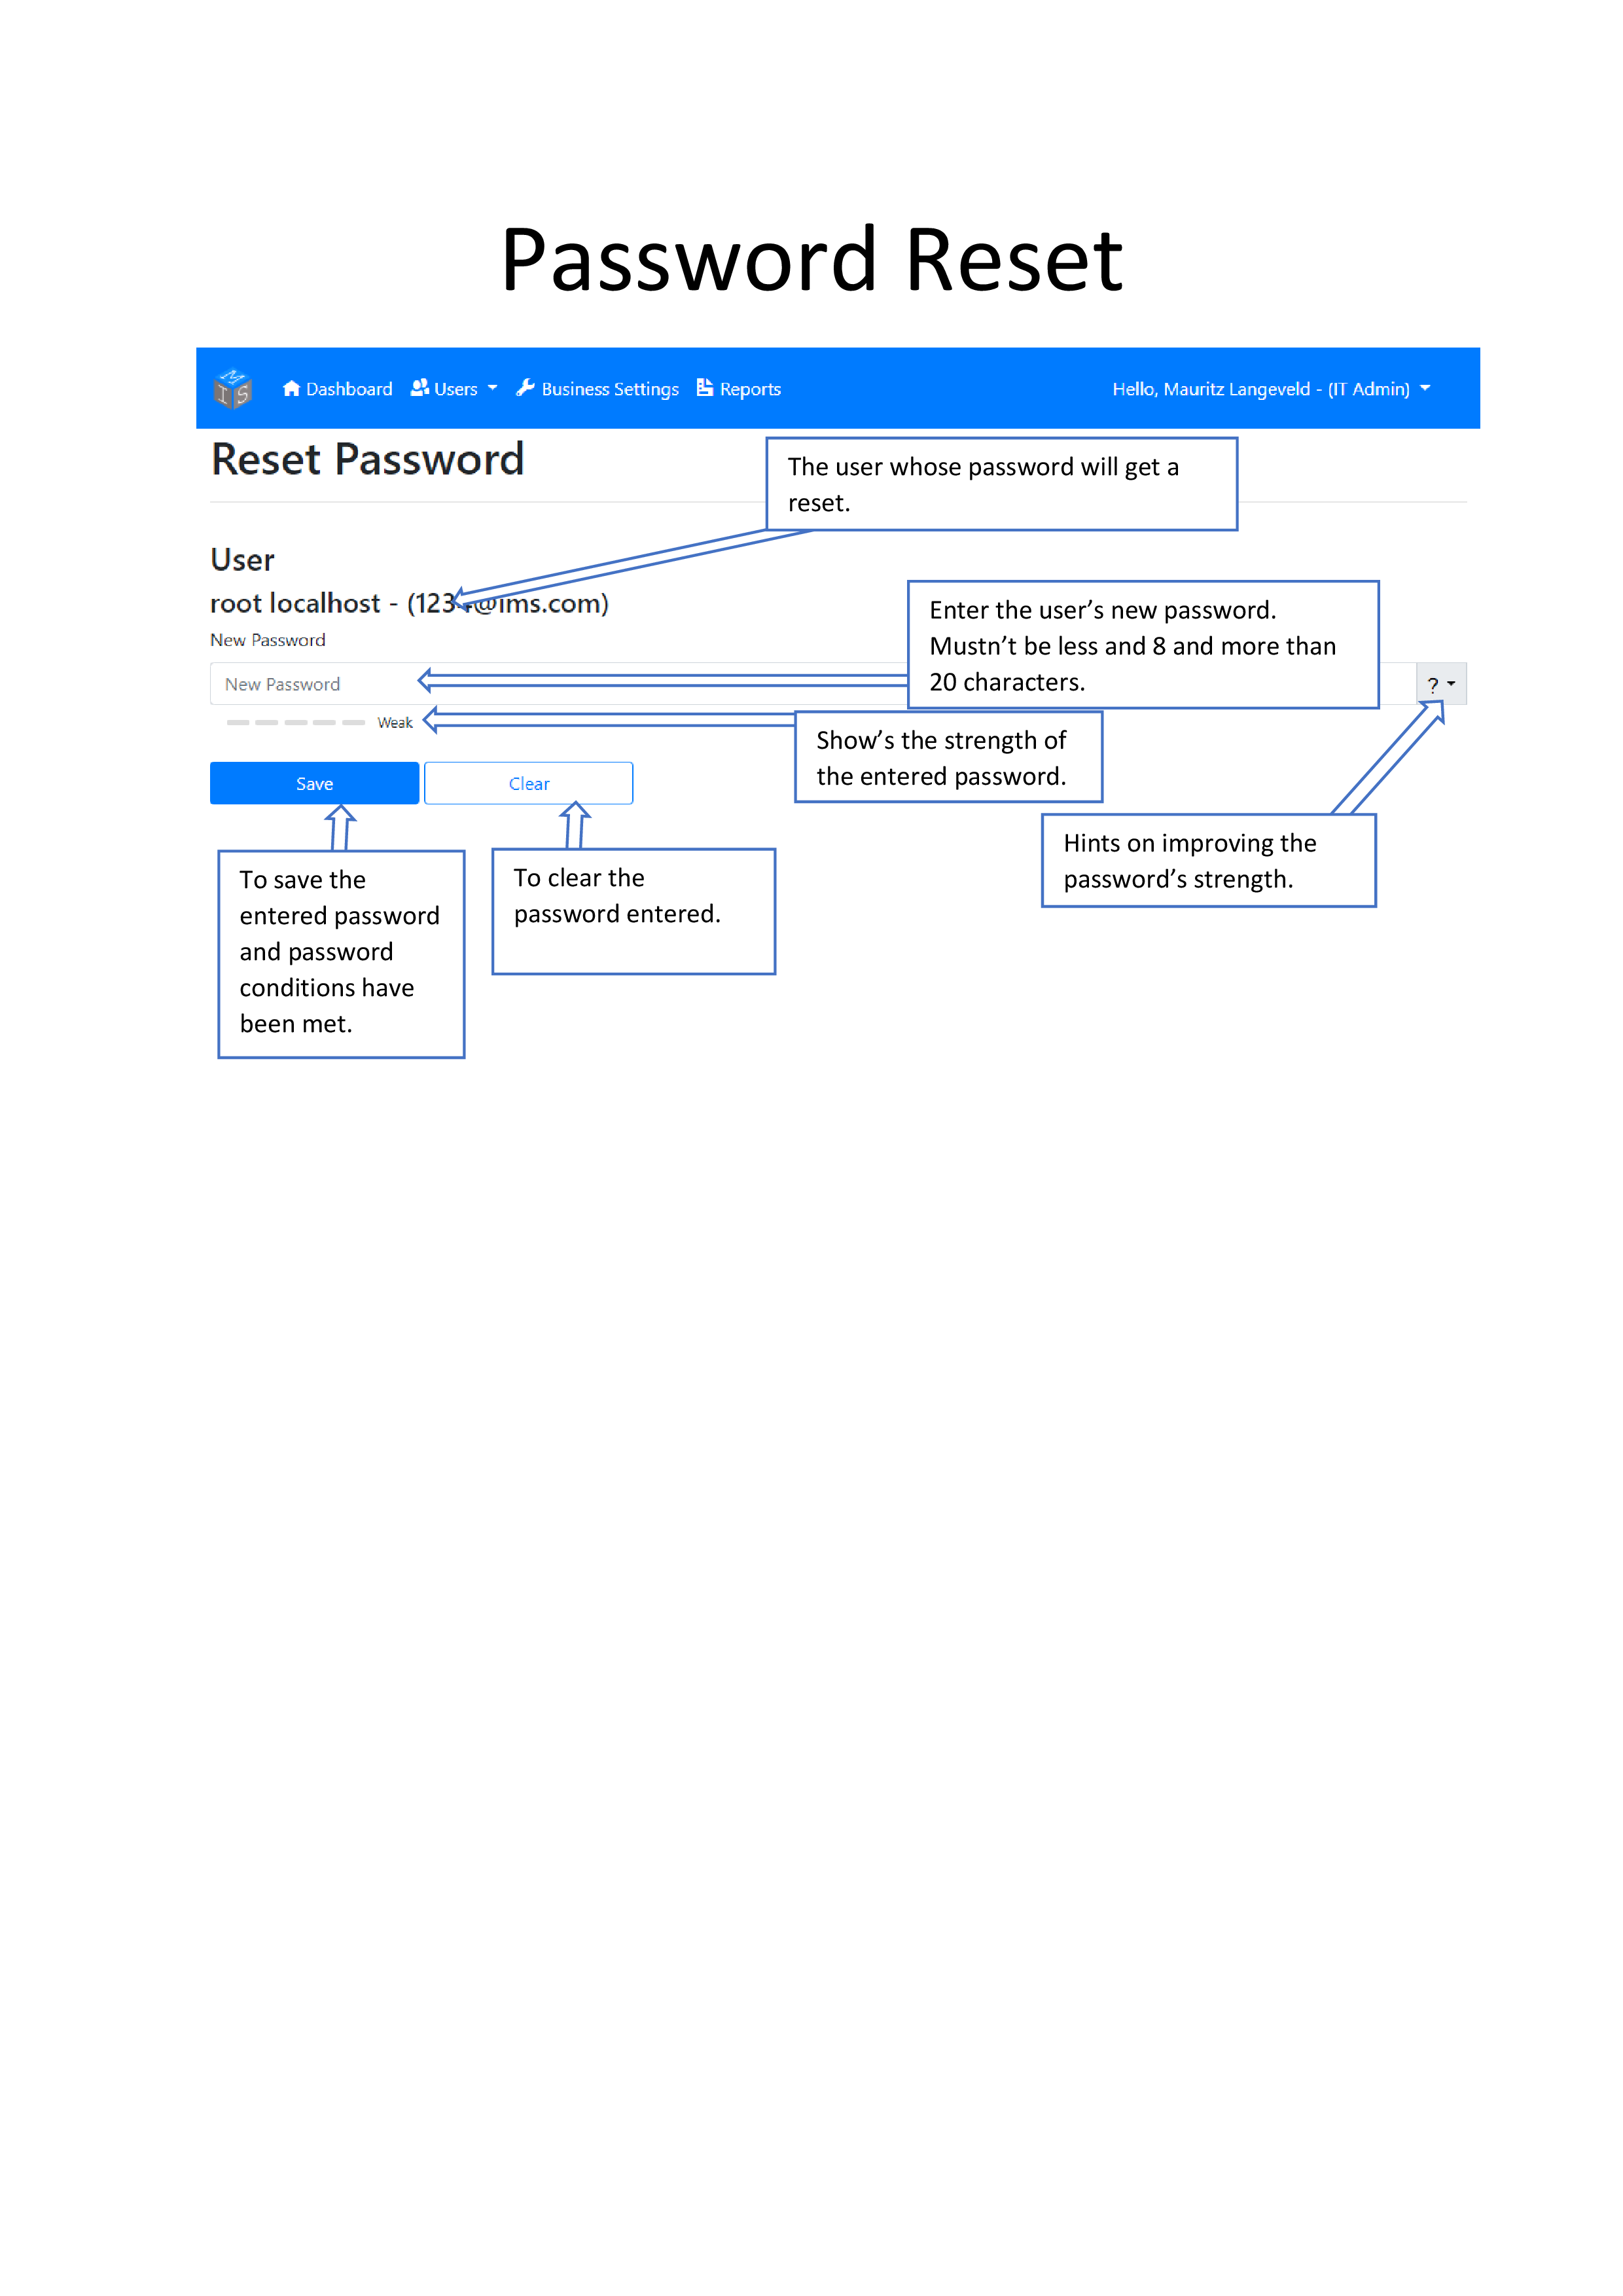 Password Reset
IMS
Dashboard Users Business Settings Reports Hello, Mauritz Langeveld - (IT Admin)
Reset Password
The user whose password will get a
reset.
User
root localhost - (1234@ims.com)
Enter the user’s new password.
Mustn’t be less and 8 and more than
20 characters.
New Password
New Password
?
Weak
Show’s the strength of
the entered password.
Save Clear
Hints on improving the
password’s strength.
To save the
entered password
and password
conditions have
been met.
To clear the
password entered.